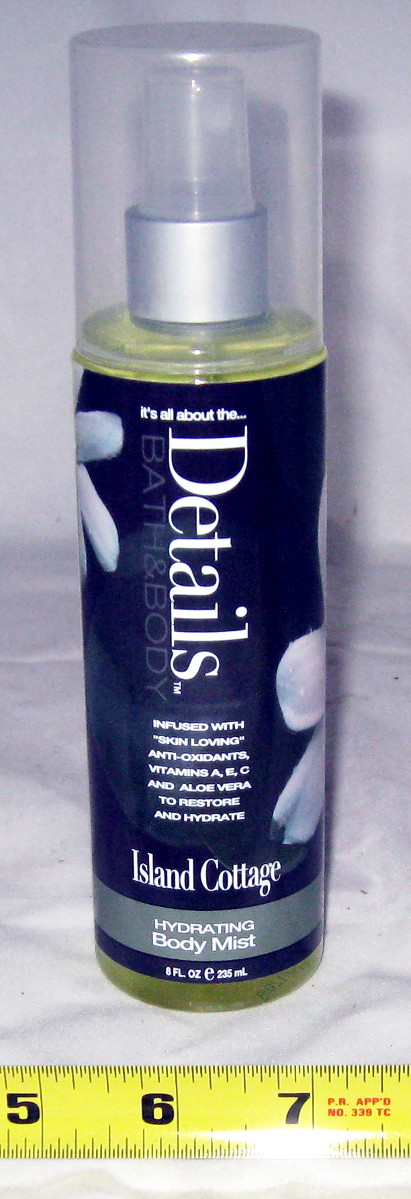 it's all about the...
Details™
BATH&BODY
INFUSED WITH
"SKIN LOVING"
ANTI-OXIDANTS,
VITAMINS A, E, C
AND ALOE VERA
TO RESTORE
AND HYDRATE
Island Cottage
HYDRATING
Body Mist
8 FL. OZ ℮ 235 mL
5 6 7 P.R. APP'D
NO. 339 TC